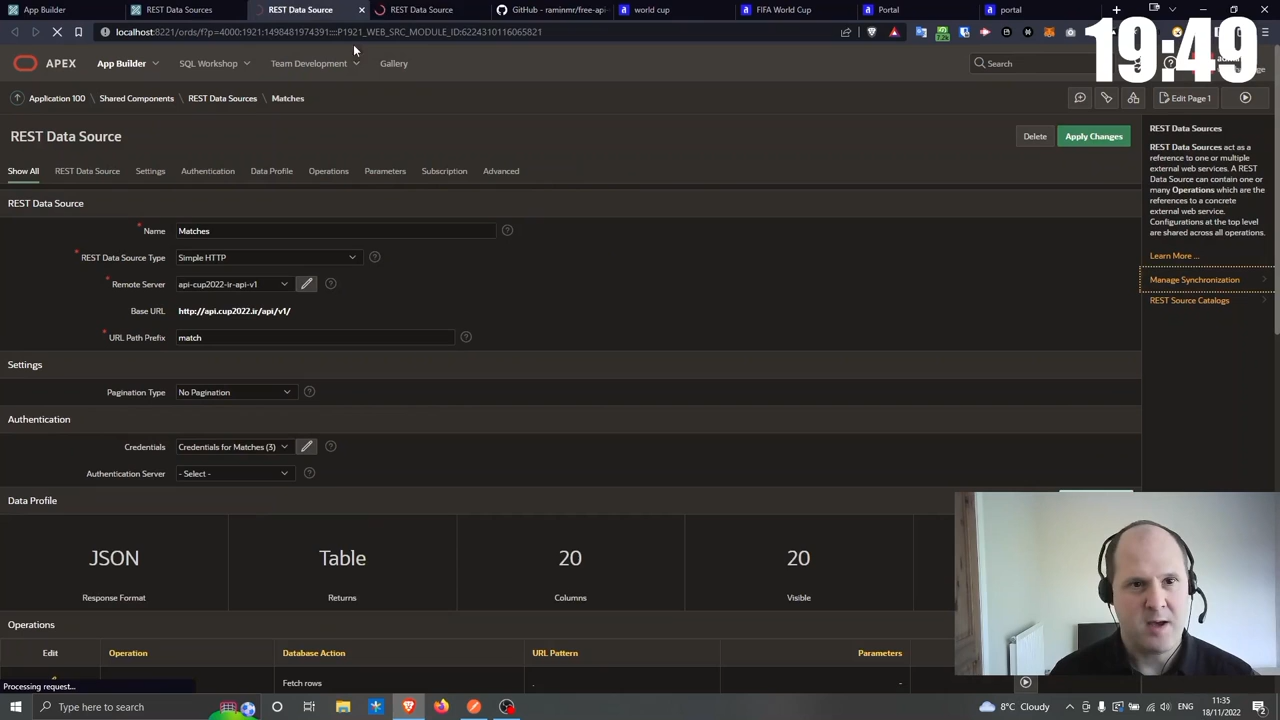 App Builder
REST Data Sources
REST Data Source
REST Data Source
GitHub - raminmr/free-api-
world cup
FIFA World Cup
Portal
portal
localhost:8221/ords/f?p=4000:1921:1498481974391::::P1921_WEB_SRC_MODULE_ID:6224310116065821
7.2k
19:49
APEX
App Builder
SQL Workshop
Team Development
Gallery
Search
Application 100
Shared Components
REST Data Sources
Matches
Edit Page 1
REST Data Source
Delete
Apply Changes
Show All
REST Data Source
Settings
Authentication
Data Profile
Operations
Parameters
Subscription
Advanced
REST Data Source
Name
Matches
REST Data Source Type
Simple HTTP
Remote Server
api-cup2022-ir-api-v1
Base URL
http://api.cup2022.ir/api/v1/
URL Path Prefix
match
Settings
Pagination Type
No Pagination
Authentication
Credentials
Credentials for Matches (3)
Authentication Server
- Select -
Data Profile
JSON
Response Format
Table
Returns
20
Columns
20
Visible
Operations
Edit
Operation
Database Action
URL Pattern
Parameters
Fetch rows
.
-
Processing request...
REST Data Sources
REST Data Sources act as a
reference to one or multiple
external web services. A REST
Data Source can contain one or
many Operations which are the
references to a concrete
external web service.
Configurations at the top level
are shared across all operations.
Learn More ...
Manage Synchronization
REST Source Catalogs
Type here to search
8°C Cloudy
11:35
18/11/2022
2